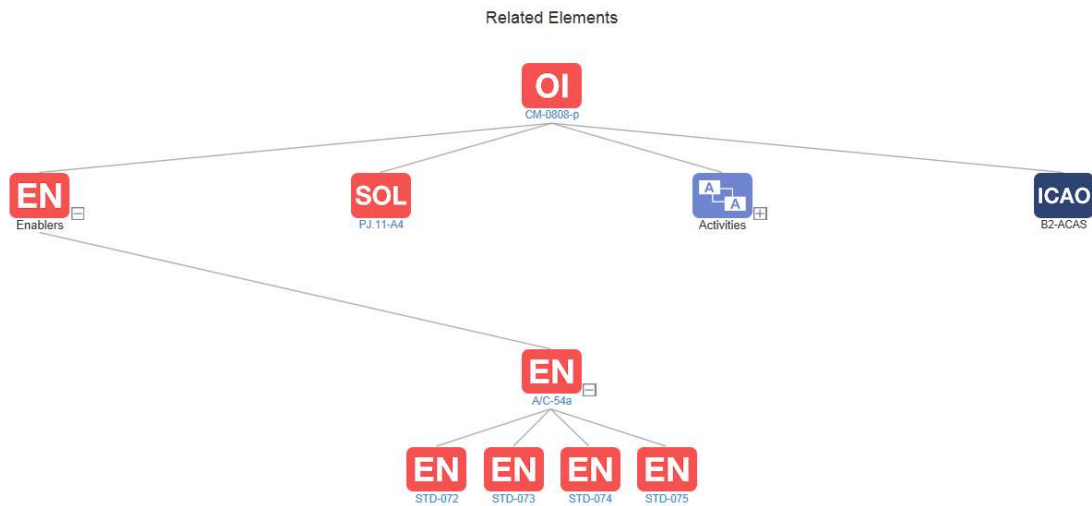 Related Elements
OI
CM-0808-p
EN
Enablers
SOL
PJ.11-A4
A
A
Activities
ICAO
B2-ACAS
EN
A/C-54a
EN
STD-072
EN
STD-073
EN
STD-074
EN
STD-075